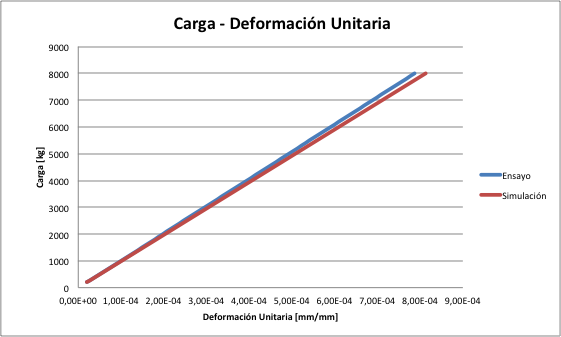 Carga - Deformación Unitaria
9000
8000
7000
6000
5000
4000
3000
2000
1000
0
Carga [kg]
0,00E+00 1,00E-04 2,00E-04 3,00E-04 4,00E-04 5,00E-04 6,00E-04 7,00E-04 8,00E-04 9,00E-04
Deformación Unitaria [mm/mm]
Ensayo
Simulación